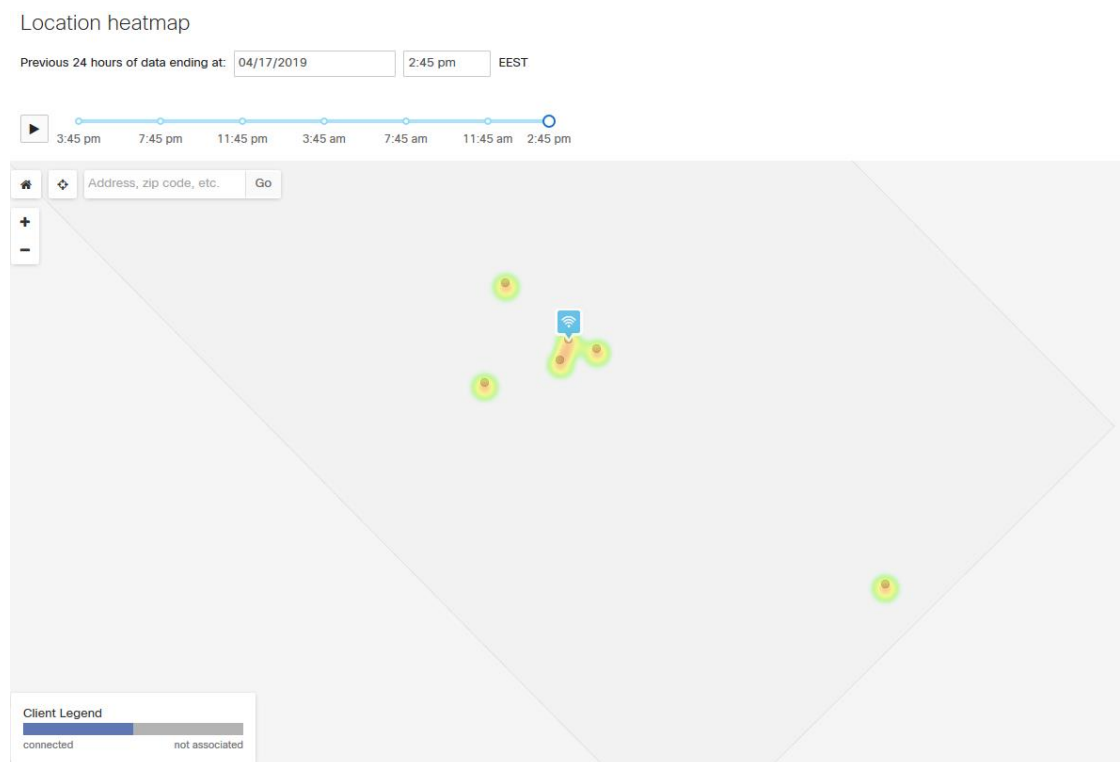 Location heatmap
Previous 24 hours of data ending at: 04/17/2019 2:45 pm EEST
3:45 pm 7:45 pm 11:45 pm 3:45 am 7:45 am 11:45 am 2:45 pm
Address, zip code, etc. Go
+
−
Client Legend
connected not associated